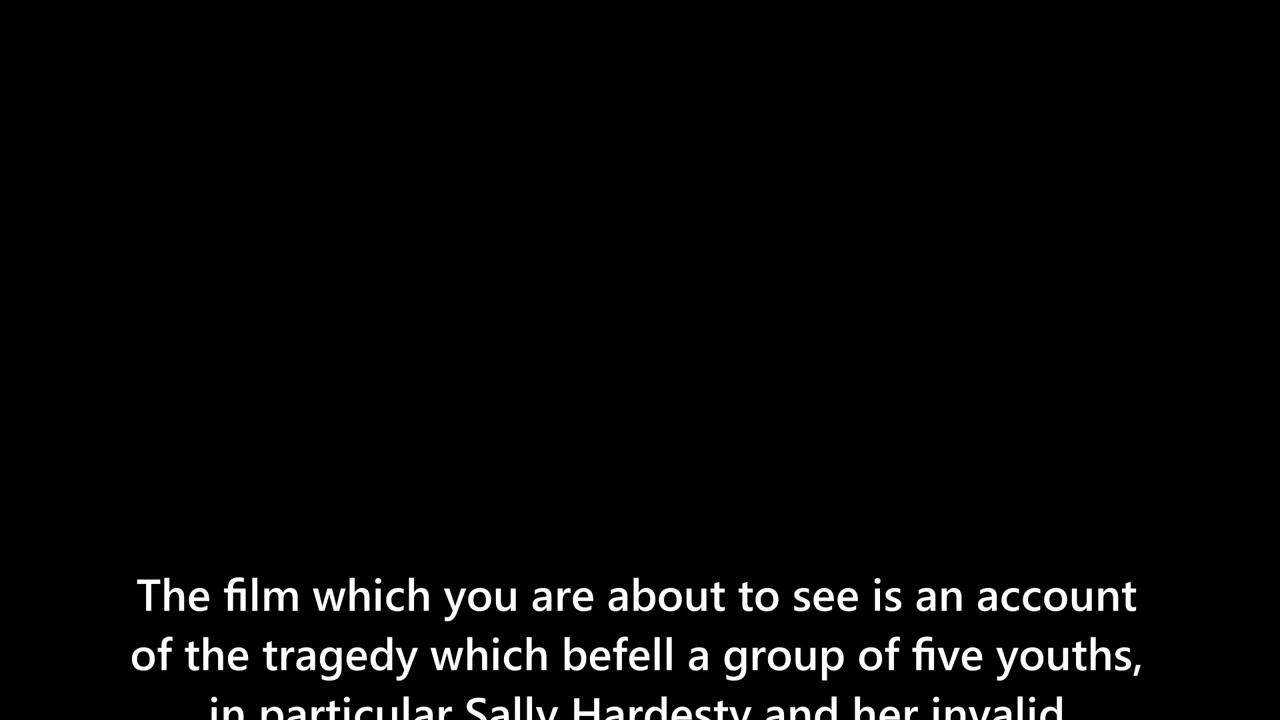 The film which you are about to see is an account
of the tragedy which befell a group of five youths,
in particular Sally Hardesty and her invalid